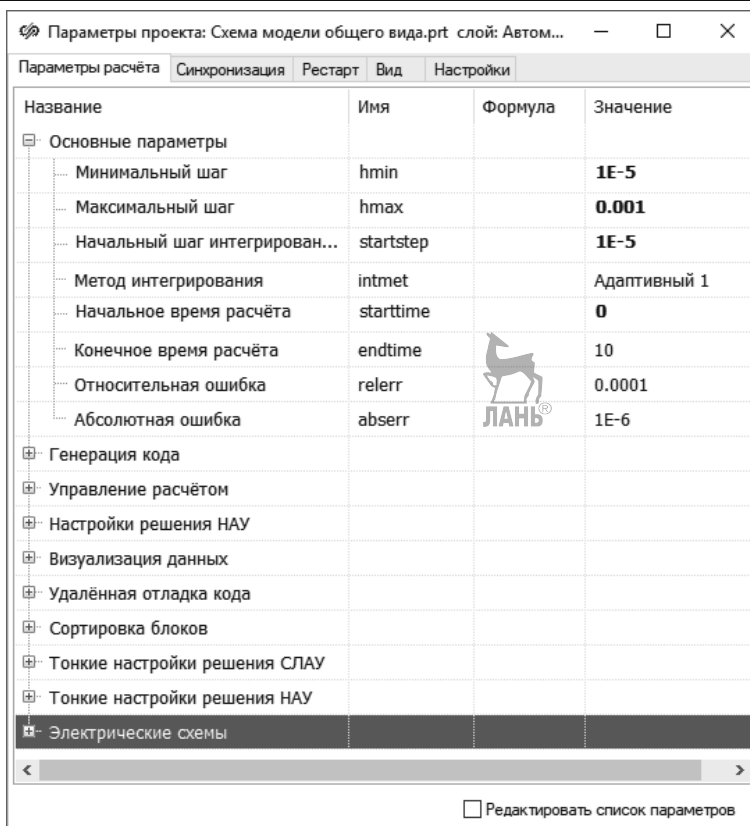 Параметры проекта: Схема модели общего вида.prt слой: Автом...
Параметры расчёта Синхронизация Рестарт Вид Настройки
Название Имя Формула Значение
Основные параметры
Минимальный шаг hmin 1E-5
Максимальный шаг hmax 0.001
Начальный шаг интегрирован... startstep 1E-5
Метод интегрирования intmet Адаптивный 1
Начальное время расчёта starttime 0
Конечное время расчёта endtime 10
Относительная ошибка relerr 0.0001
Абсолютная ошибка abserr 1E-6
ЛАНЬ®
Генерация кода
Управление расчётом
Настройки решения НАУ
Визуализация данных
Удалённая отладка кода
Сортировка блоков
Тонкие настройки решения СЛАУ
Тонкие настройки решения НАУ
Электрические схемы
Редактировать список параметров